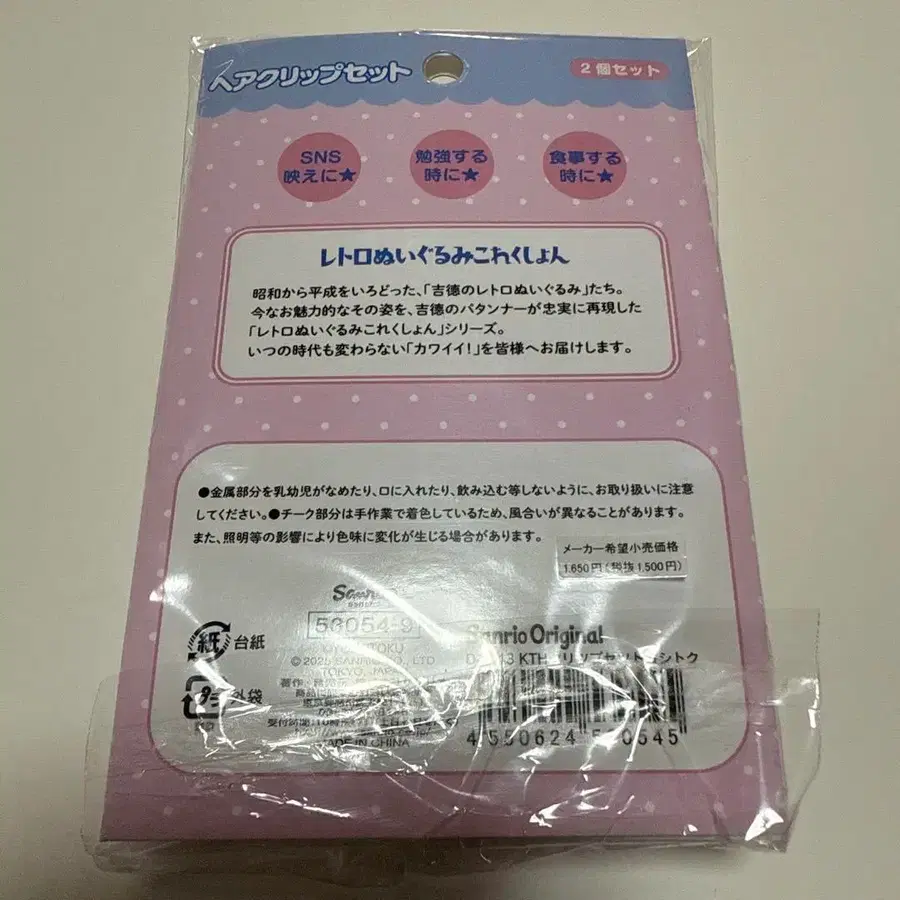 ヘアクリップセット
2個セット
SNS
映えに★
勉強する
時に★
食事する
時に★
レトロぬいぐるみこれくしょん
昭和から平成をいろどった、「吉德のレトロぬいぐるみ」たち。
今なお魅力的なその姿を、吉德のパタンナーが忠実に再現した
「レトロぬいぐるみこれくしょん」シリーズ。
いつの時代も変わらない「カワイイ!」を皆様へお届けします。
●金属部分を乳幼児がなめたり、口に入れたり、飲み込む等しないように、お取り扱いに注意
してください。●チーク部分は手作業で着色しているため、風合いが異なることがあります。
また、照明等の影響により色味に変化が生じる場合があります。
メーカー希望小売価格
1,650円(税抜1,500円)
紙 台紙
プラ 外袋
© 2025 SANRIO CO., LTD
TOKYO, JAPAN
MADE IN CHINA
Sanrio Original
KTH